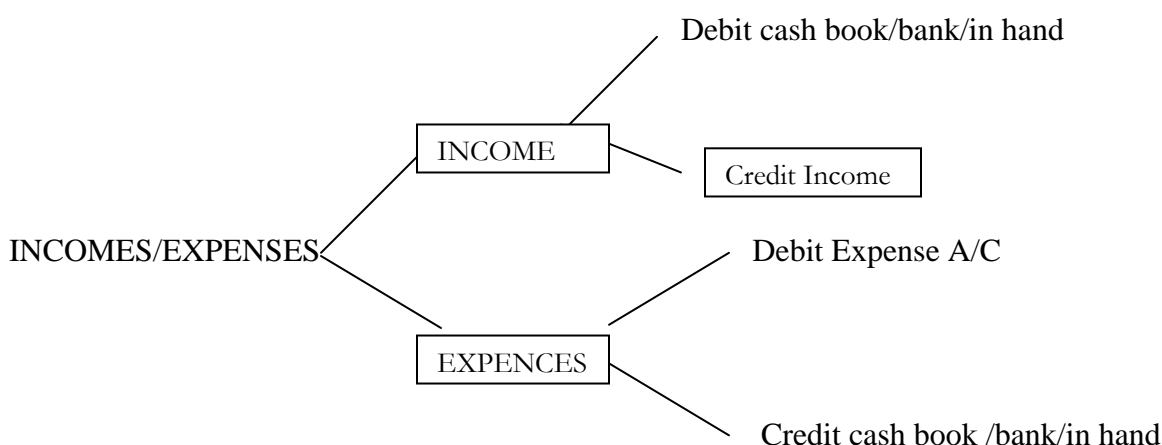 Debit cash book/bank/in hand
INCOME
Credit Income
INCOMES/EXPENSES
Debit Expense A/C
EXPENCES
Credit cash book /bank/in hand